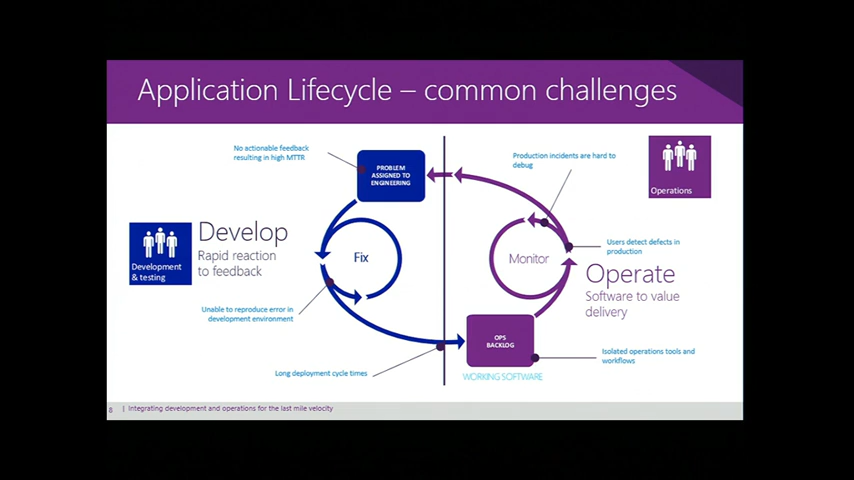 Application Lifecycle – common challenges
No actionable feedback
resulting in high MTTR
PROBLEM
ASSIGNED TO
ENGINEERING
Production incidents are hard to
debug
Operations
Development
& testing
Develop
Rapid reaction
to feedback
Fix
Monitor
Users detect defects in
production
Operate
Software to value
delivery
Unable to reproduce error in
development environment
OPS
BACKLOG
Isolated operations tools and
workflows
Long deployment cycle times
WORKING SOFTWARE
8 | Integrating development and operations for the last mile velocity